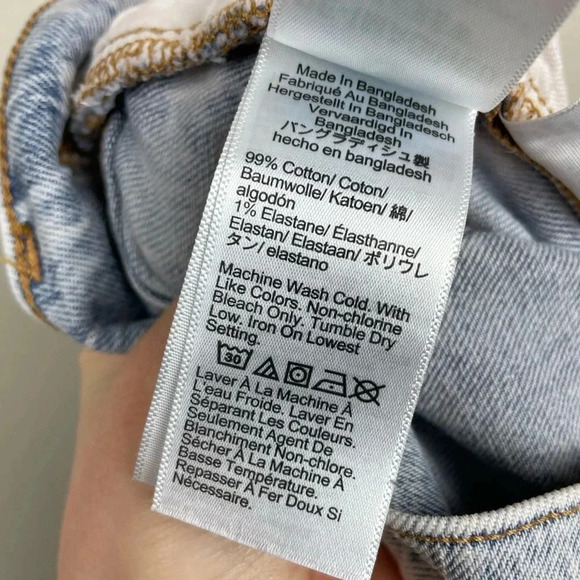 Made In Bangladesh
Fabriqué Au Bangladesh
Hergestellt In Bangladesch
Vervaardigd In
Bangladesh
バングラディシュ製
hecho en bangladesh
99% Cotton/ Coton/
Baumwolle/ Katoen/ 綿/
algodón
1% Elastane/ Élasthanne/
Elastan/ Elastaan/ ポリウレ
タン/ elastano
Machine Wash Cold. With
Like Colors. Non-chlorine
Bleach Only. Tumble Dry
Low. Iron On Lowest
Setting.
30
Laver À La Machine À
L'eau Froide. Laver En
Séparant Les Couleurs.
Seulement Agent De
Blanchiment Non-chlore.
Sécher À La Machine À
Basse Température.
Repasser À Fer Doux Si
Nécessaire.